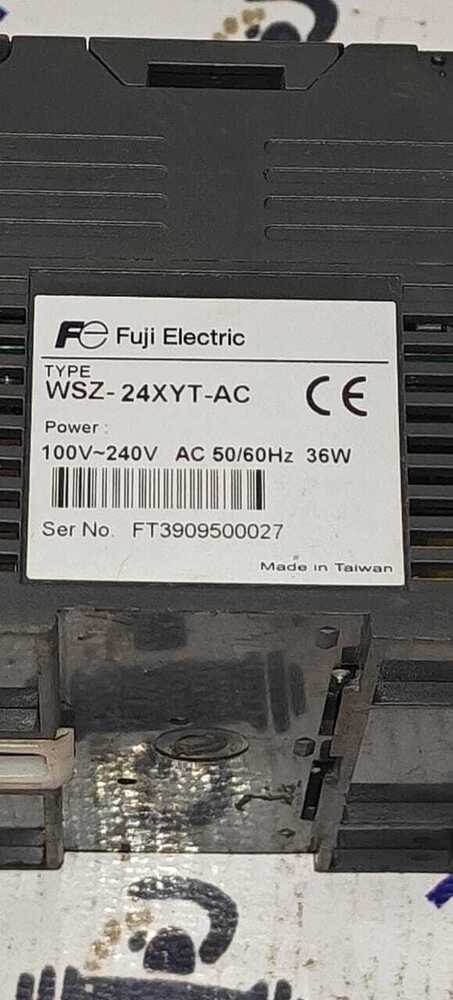 Fe Fuji Electric
TYPE
WSZ-24XYT-AC
CE
Power :
100V~240V AC 50/60Hz 36W
Ser No. FT3909500027
Made in Taiwan